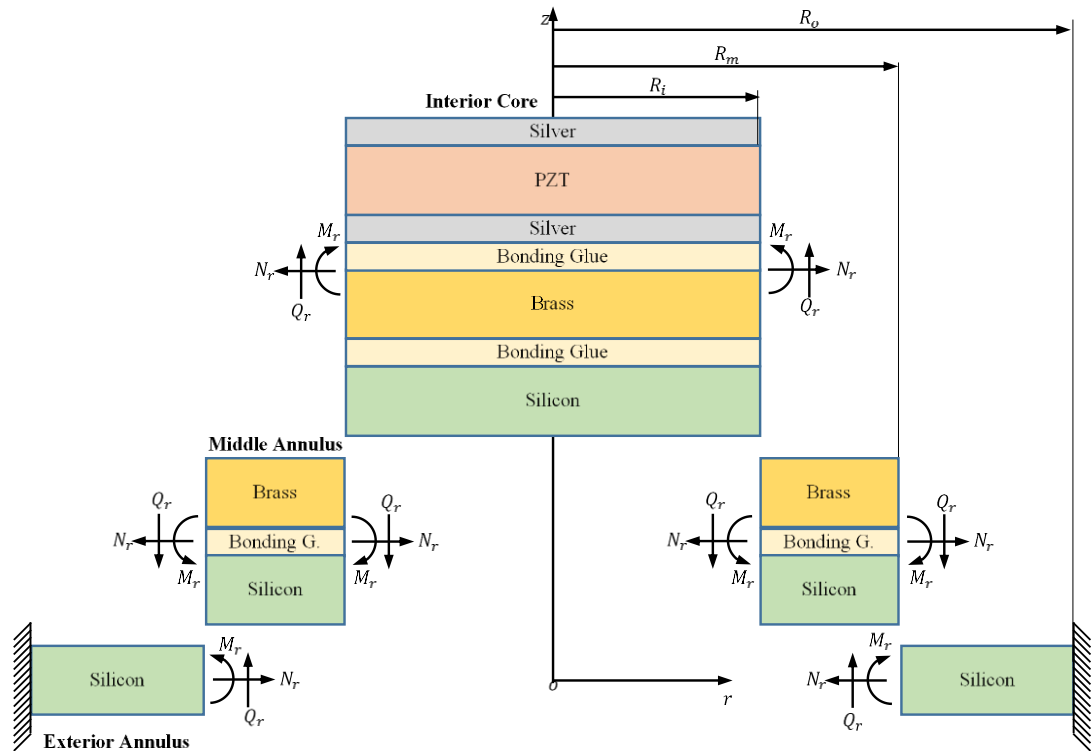 z
R_o
R_m
R_i
Interior Core
Silver
PZT
Silver
M_r
M_r
Bonding Glue
N_r
N_r
Q_r
Q_r
Brass
Bonding Glue
Silicon
Middle Annulus
Q_r
Brass
Q_r
Q_r
Brass
Q_r
N_r
Bonding G.
N_r
N_r
Bonding G.
N_r
M_r
Silicon
M_r
M_r
Silicon
M_r
M_r
M_r
Silicon
N_r
o
r
N_r
Silicon
Q_r
Q_r
Exterior Annulus